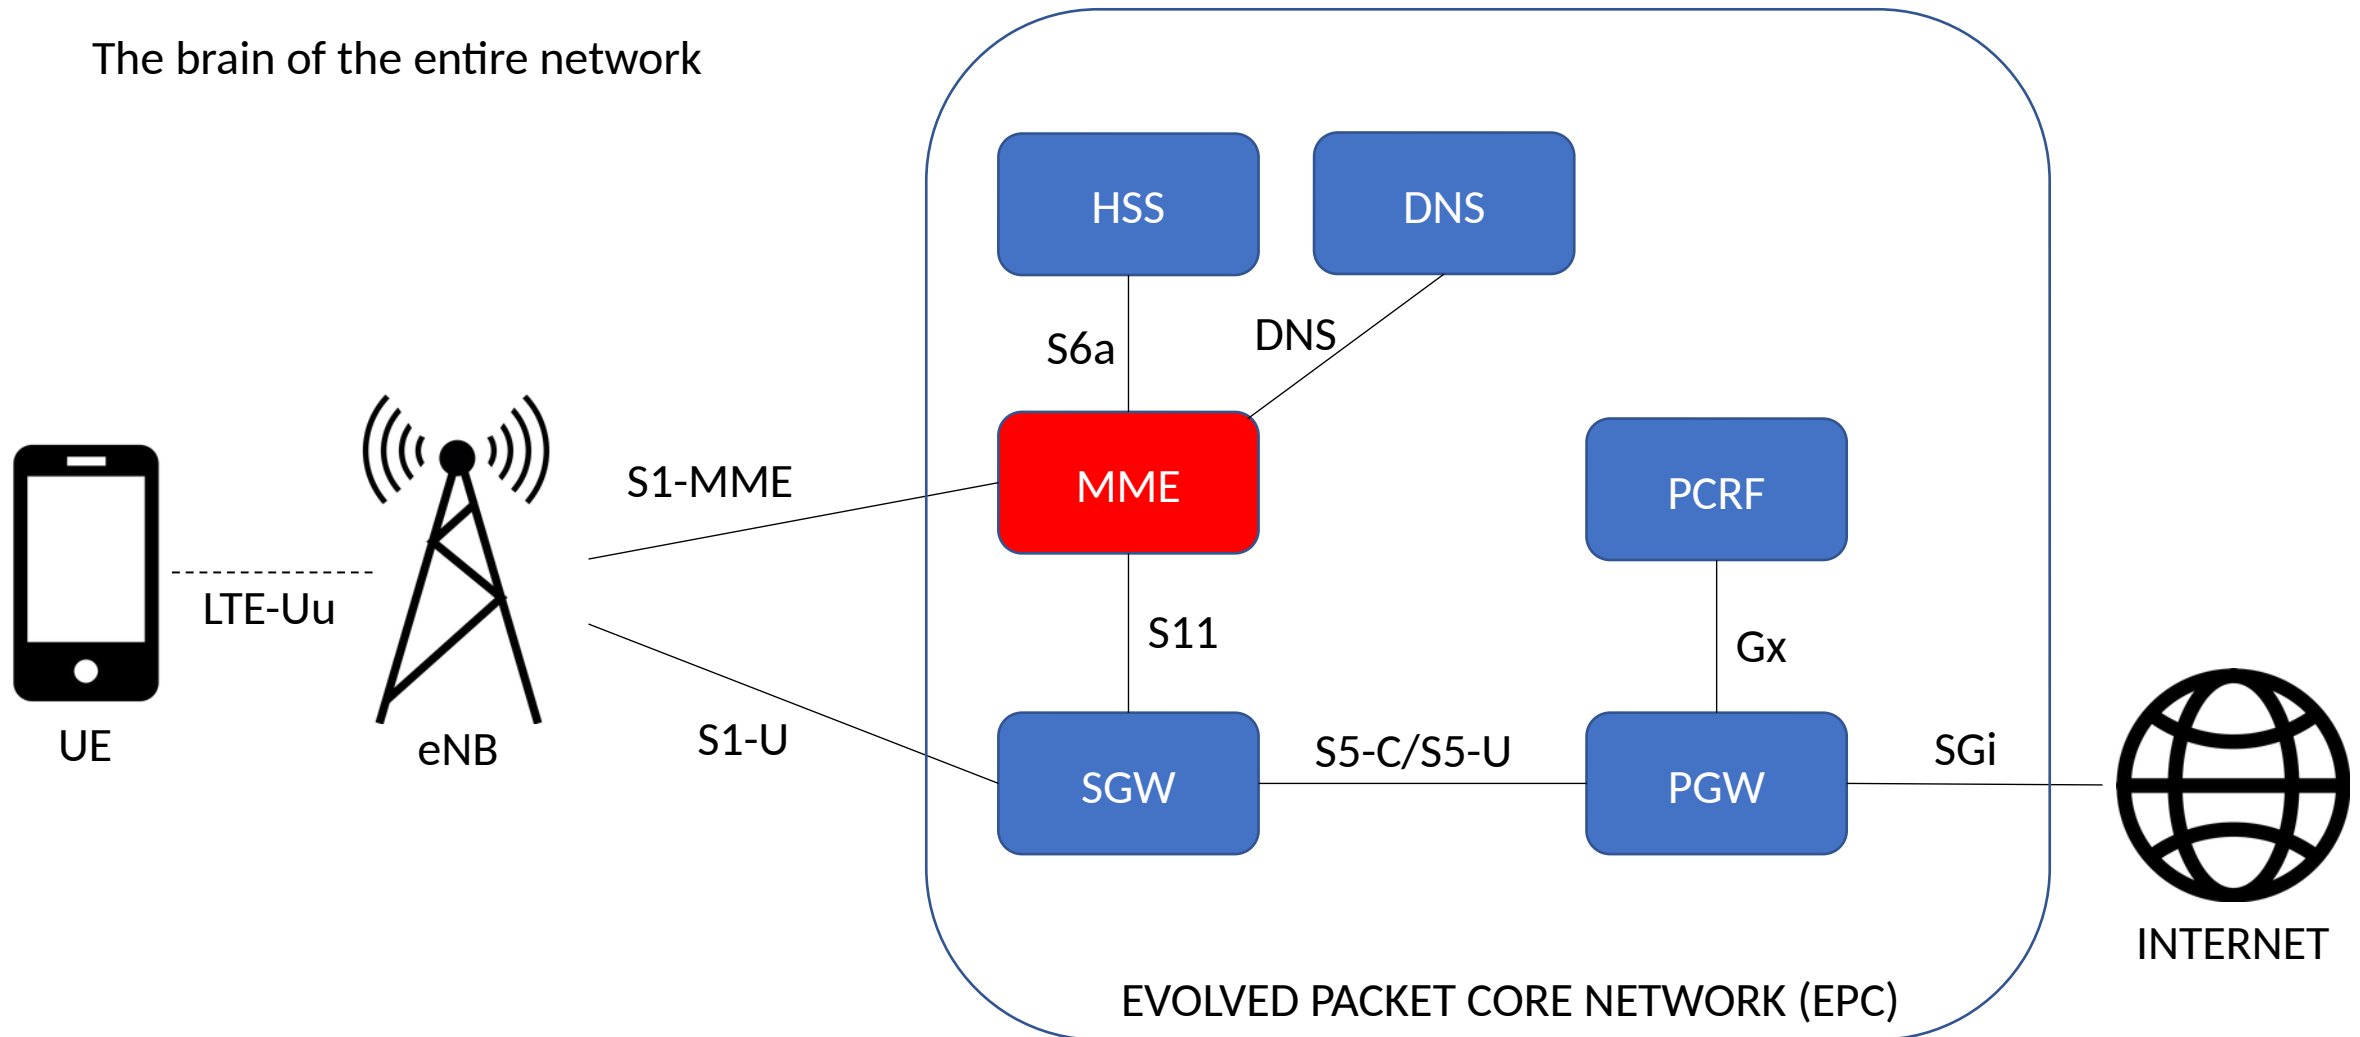 The brain of the entire network
HSS
DNS
S6a
DNS
S1-MME
MME
PCRF
LTE-Uu
S11
Gx
UE
eNB
S1-U
SGW
S5-C/S5-U
PGW
SGi
INTERNET
EVOLVED PACKET CORE NETWORK (EPC)